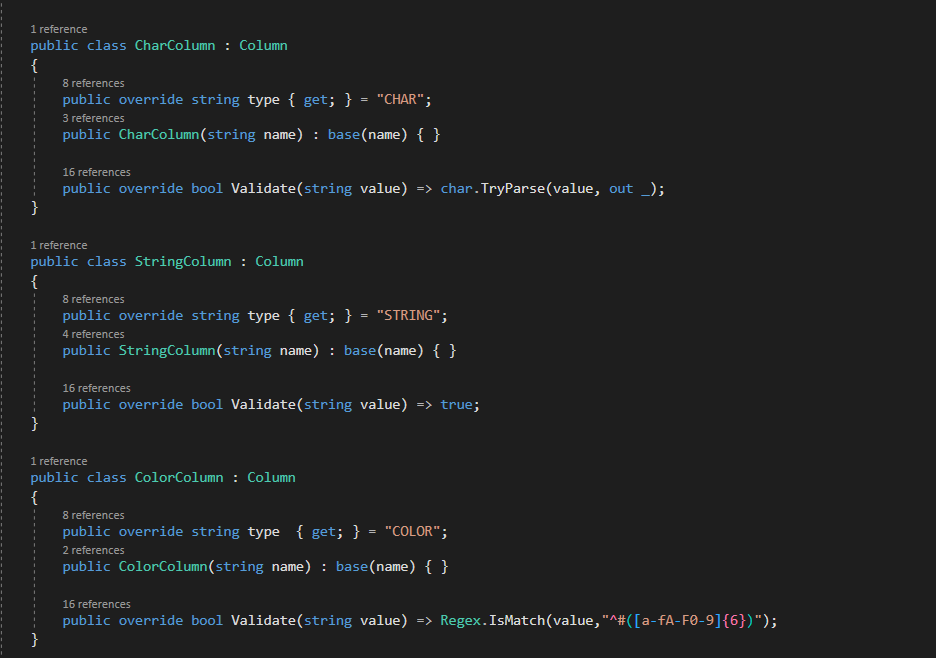 1 reference
public class CharColumn : Column
{
8 references
public override string type { get; } = "CHAR";
3 references
public CharColumn(string name) : base(name) { }
16 references
public override bool Validate(string value) => char.TryParse(value, out _);
}
1 reference
public class StringColumn : Column
{
8 references
public override string type { get; } = "STRING";
4 references
public StringColumn(string name) : base(name) { }
16 references
public override bool Validate(string value) => true;
}
1 reference
public class ColorColumn : Column
{
8 references
public override string type  { get; } = "COLOR";
2 references
public ColorColumn(string name) : base(name) { }
16 references
public override bool Validate(string value) => Regex.IsMatch(value,"^#([a-fA-F0-9]{6})");
}